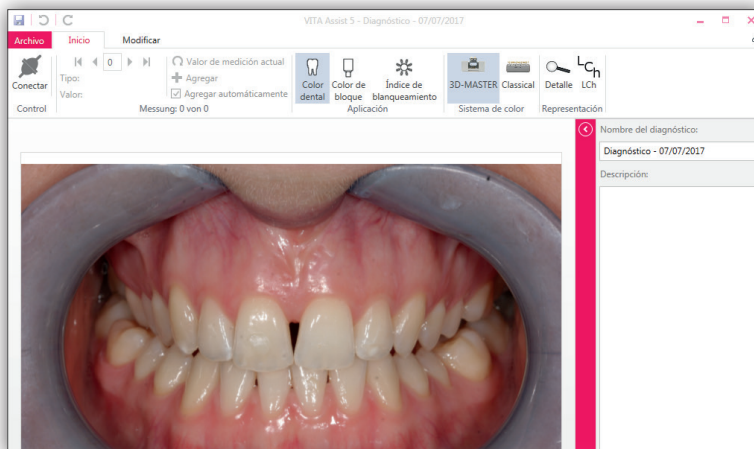 VITA Assist 5 - Diagnóstico - 07/07/2017
Archivo Inicio Modificar
Conectar
Control
0
Tipo:
Valor:
Valor de medición actual
Agregar
Agregar automáticamente
Messung: 0 von 0
Color dental
Color de bloque
Índice de blanqueamiento
Aplicación
3D-MASTER Classical
Sistema de color
Detalle LCh
LCh
Representación
Nombre del diagnóstico:
Diagnóstico - 07/07/2017
Descripción: